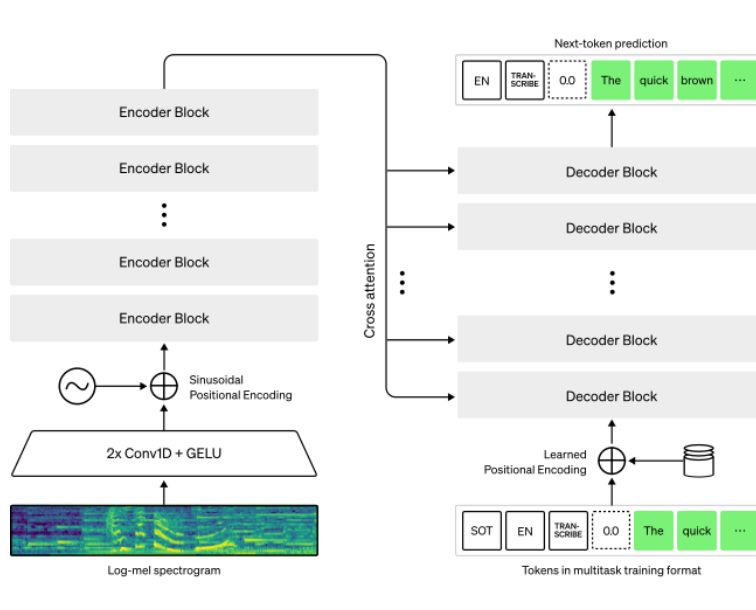 Next-token prediction
EN
TRAN-
SCRIBE
0.0
The
quick
brown
...
Encoder Block
Encoder Block
Encoder Block
Encoder Block
Sinusoidal
Positional Encoding
2x Conv1D + GELU
Log-mel spectrogram
Cross attention
Decoder Block
Decoder Block
Decoder Block
Decoder Block
Learned
Positional Encoding
SOT
EN
TRAN-
SCRIBE
0.0
The
quick
...
Tokens in multitask training format